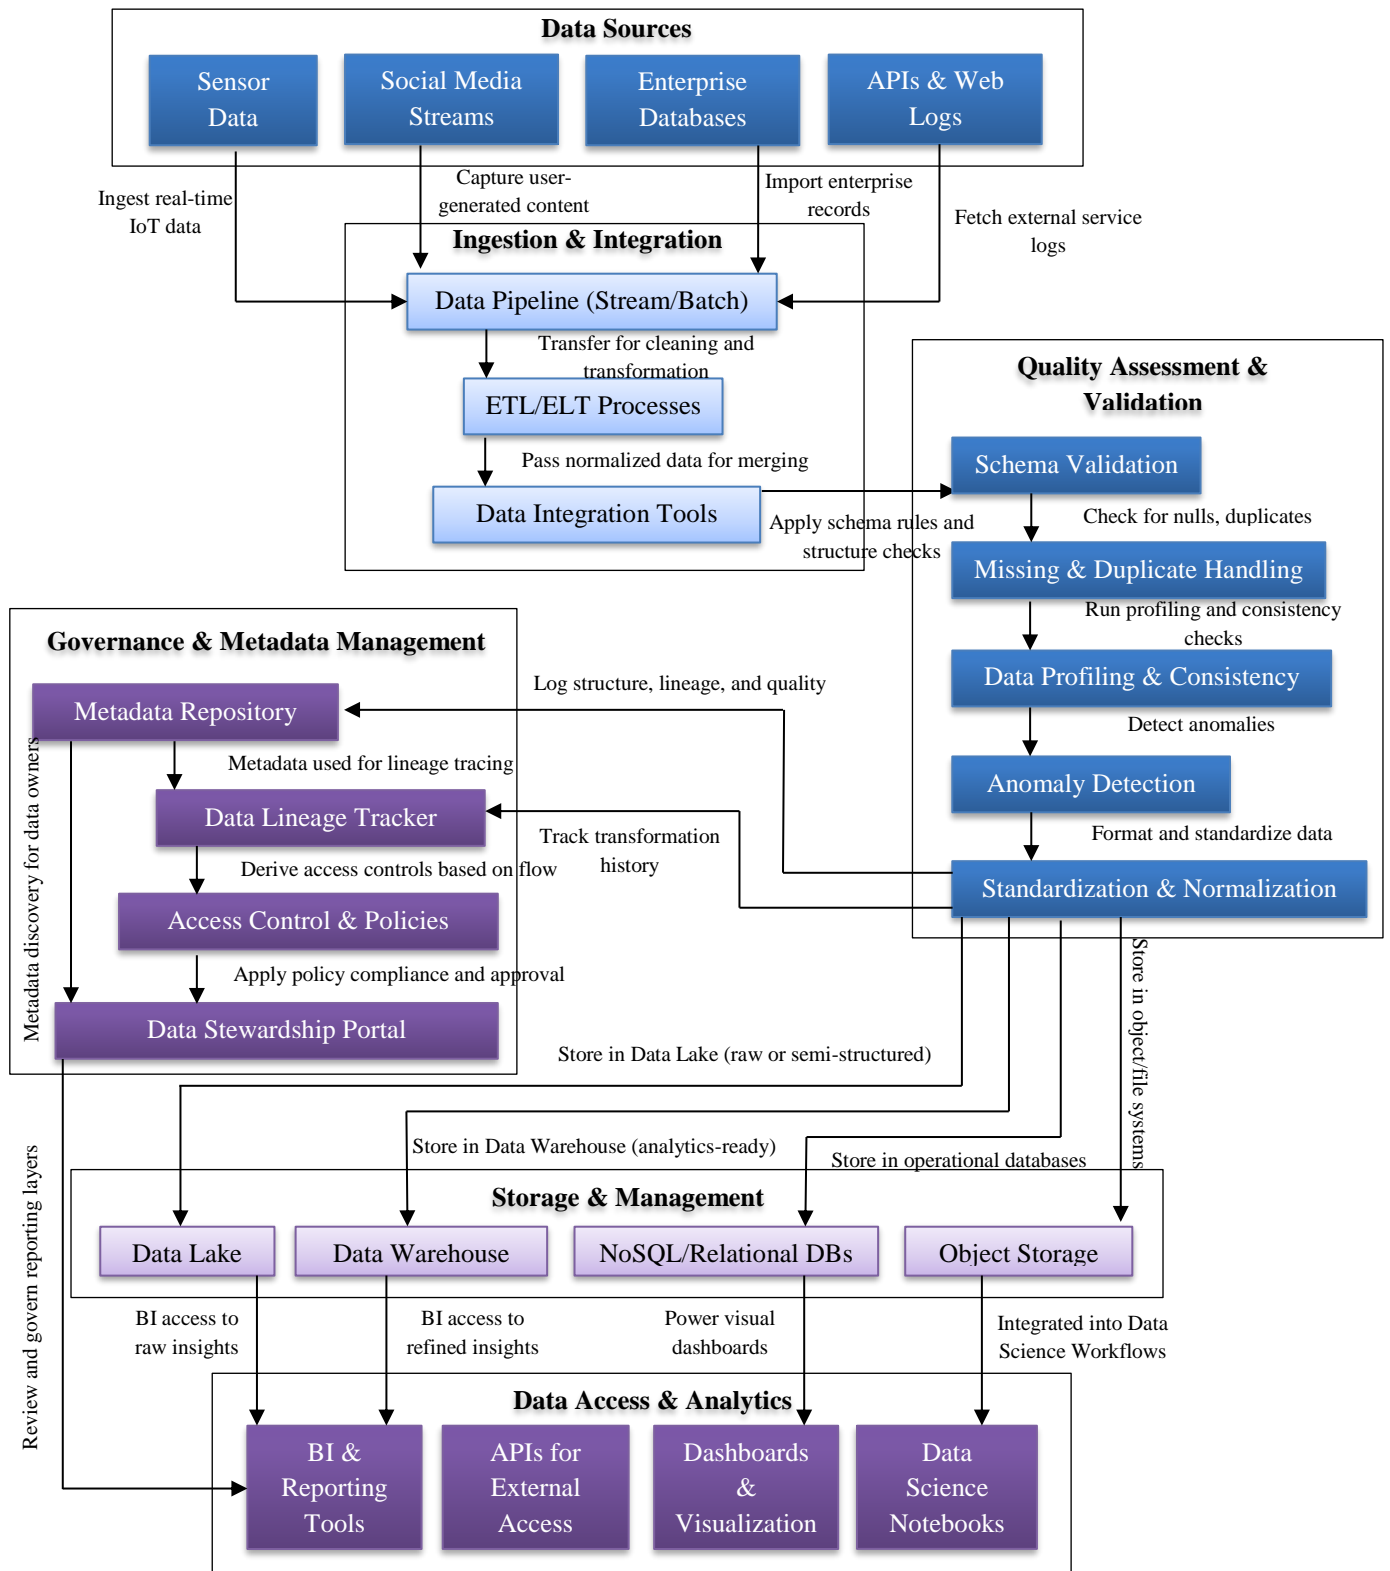 Data Sources
Sensor
Data
Social Media
Streams
Enterprise
Databases
APIs & Web
Logs
Ingest real-time
IoT data
Capture user-
generated content
Import enterprise
records
Fetch external service
logs
Ingestion & Integration
Data Pipeline (Stream/Batch)
Transfer for cleaning and
transformation
ETL/ELT Processes
Pass normalized data for merging
Data Integration Tools
Apply schema rules and
structure checks
Quality Assessment &
Validation
Schema Validation
Check for nulls, duplicates
Missing & Duplicate Handling
Run profiling and consistency
checks
Data Profiling & Consistency
Detect anomalies
Anomaly Detection
Format and standardize data
Standardization & Normalization
Governance & Metadata Management
Metadata Repository
Log structure, lineage, and quality
Metadata used for lineage tracing
Data Lineage Tracker
Track transformation
history
Derive access controls based on flow
Access Control & Policies
Apply policy compliance and approval
Data Stewardship Portal
Metadata discovery for data owners
Store in Data Lake (raw or semi-structured)
Store in Data Warehouse (analytics-ready)
Store in operational databases
Store in object/file systems
Review and govern reporting layers
Storage & Management
Data Lake
Data Warehouse
NoSQL/Relational DBs
Object Storage
BI access to
raw insights
BI access to
refined insights
Power visual
dashboards
Integrated into Data
Science Workflows
Data Access & Analytics
BI &
Reporting
Tools
APIs for
External
Access
Dashboards
&
Visualization
Data
Science
Notebooks